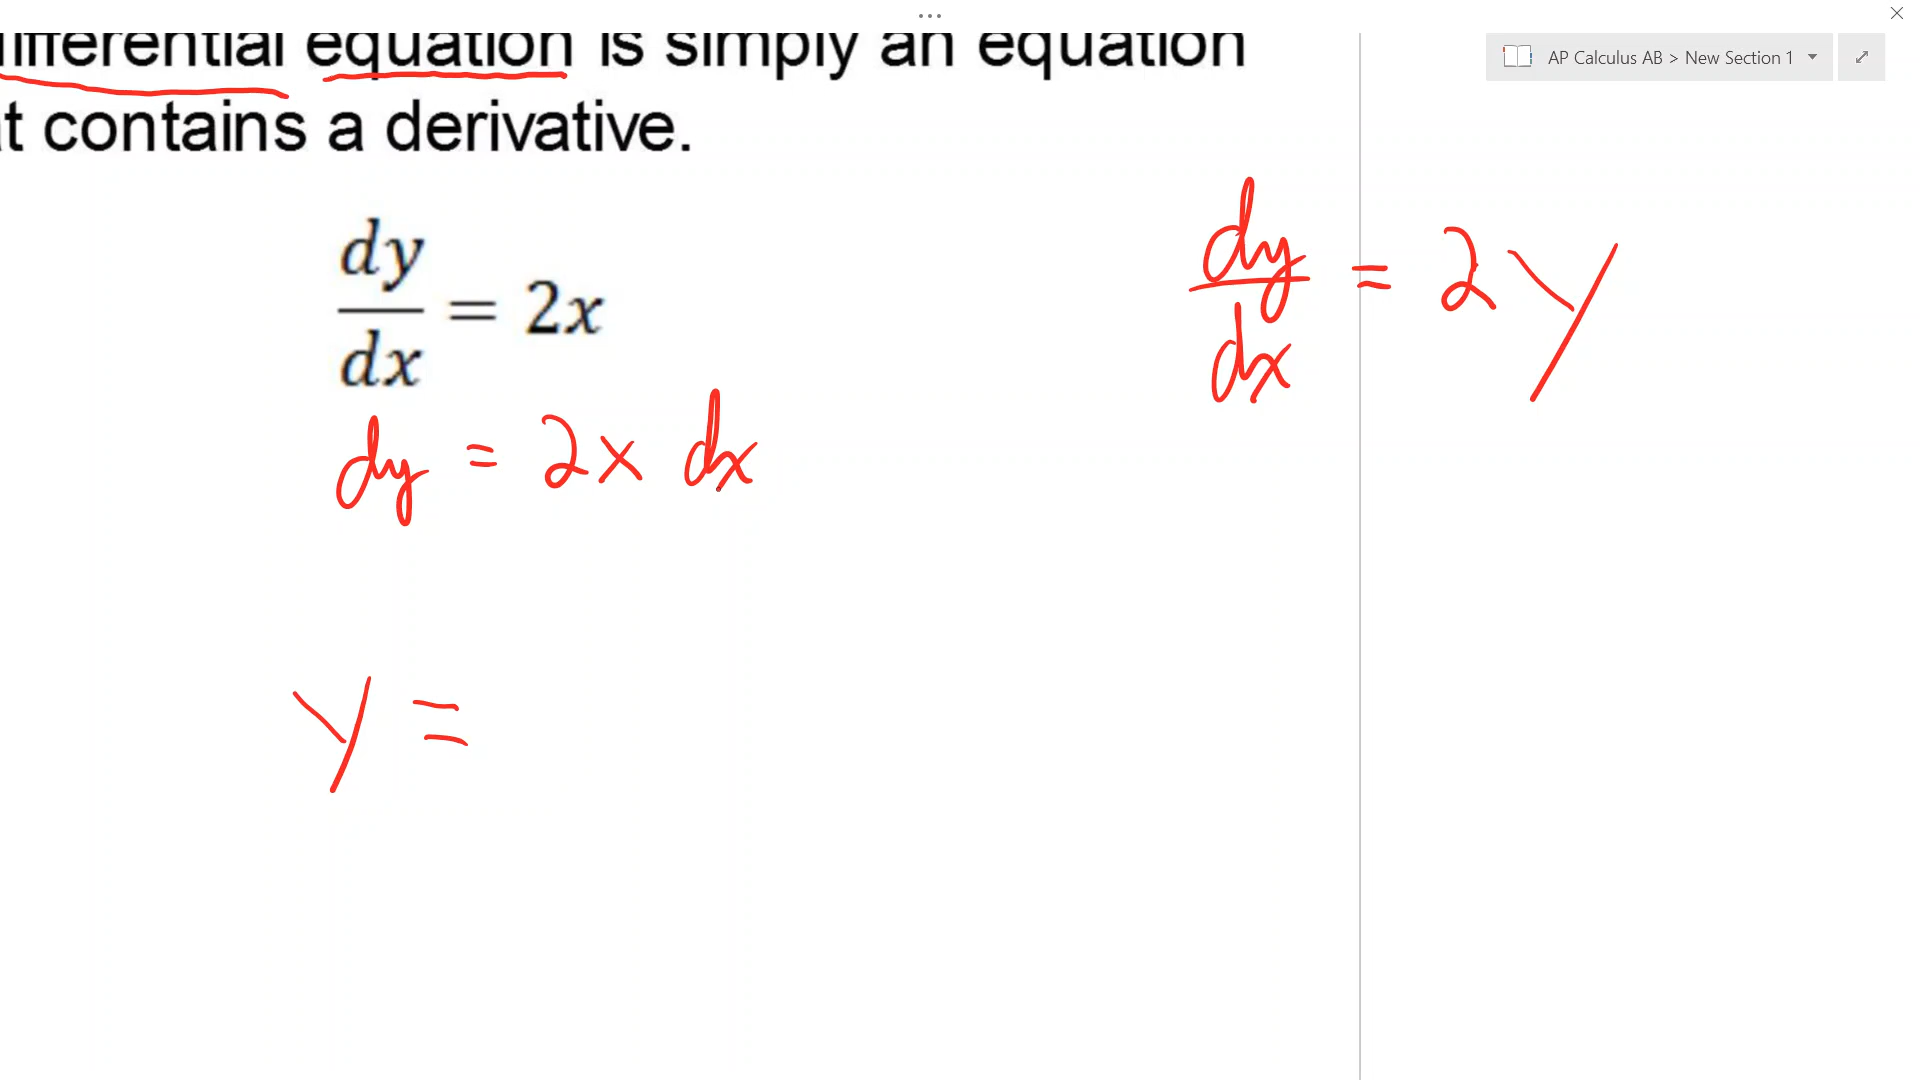 differential equation is simply an equation
AP Calculus AB > New Section 1
t contains a derivative.
dy/dx = 2x
dy/dx = 2y
dy = 2x dx
y =